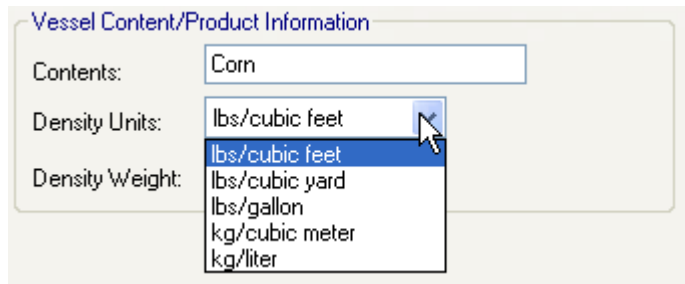 Vessel Content/Product Information
Contents: Corn
Density Units: lbs/cubic feet
lbs/cubic feet
Density Weight: lbs/cubic yard
lbs/gallon
kg/cubic meter
kg/liter